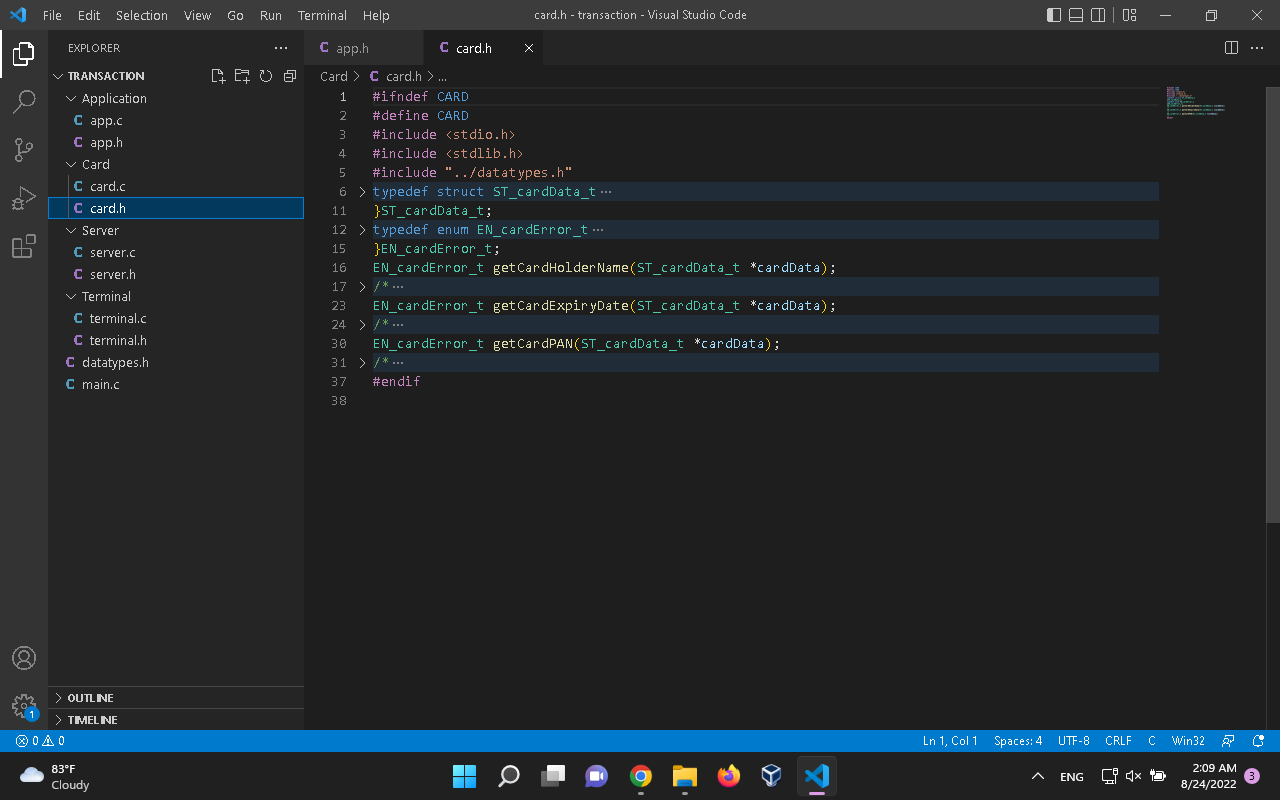 File Edit Selection View Go Run Terminal Help card.h - transaction - Visual Studio Code
EXPLORER
TRANSACTION
Application
C app.c
C app.h
Card
C card.c
C card.h
Server
C server.c
C server.h
Terminal
C terminal.c
C terminal.h
C datatypes.h
C main.c
OUTLINE
TIMELINE
C app.h C card.h
Card > C card.h > ...
1 #ifndef CARD
2 #define CARD
3 #include <stdio.h>
4 #include <stdlib.h>
5 #include "../datatypes.h"
6 typedef struct ST_cardData_t ...
11 }ST_cardData_t;
12 typedef enum EN_cardError_t ...
15 }EN_cardError_t;
16 EN_cardError_t getCardHolderName(ST_cardData_t *cardData);
17 /* ...
23 EN_cardError_t getCardExpiryDate(ST_cardData_t *cardData);
24 /* ...
30 EN_cardError_t getCardPAN(ST_cardData_t *cardData);
31 /* ...
37 #endif
38
1
0 0 Ln 1, Col 1 Spaces: 4 UTF-8 CRLF C Win32
83°F
Cloudy
ENG
2:09 AM
8/24/2022
3